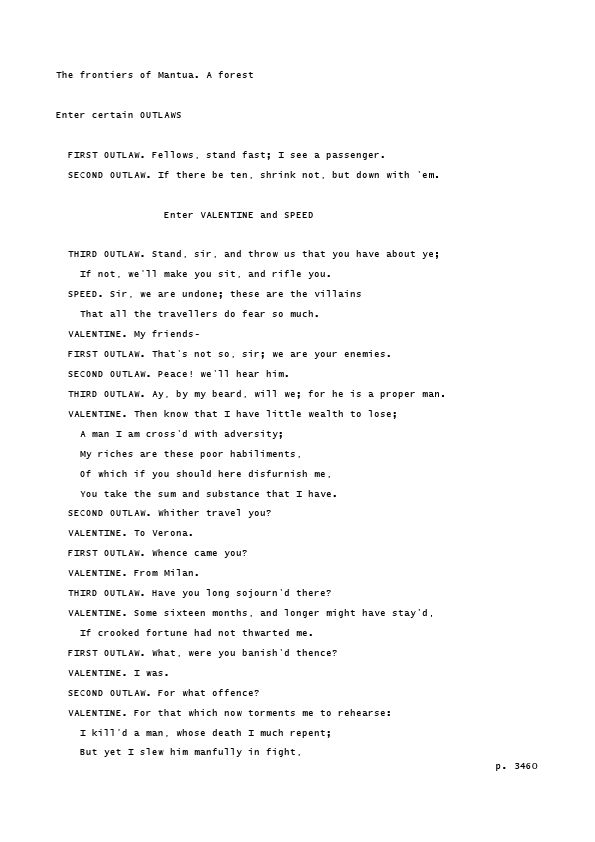 The frontiers of Mantua. A forest
Enter certain OUTLAWS
FIRST OUTLAW. Fellows, stand fast; I see a passenger.
SECOND OUTLAW. If there be ten, shrink not, but down with 'em.
Enter VALENTINE and SPEED
THIRD OUTLAW. Stand, sir, and throw us that you have about ye;
If not, we'll make you sit, and rifle you.
SPEED. Sir, we are undone; these are the villains
That all the travellers do fear so much.
VALENTINE. My friends-
FIRST OUTLAW. That's not so, sir; we are your enemies.
SECOND OUTLAW. Peace! we'll hear him.
THIRD OUTLAW. Ay, by my beard, will we; for he is a proper man.
VALENTINE. Then know that I have little wealth to lose;
A man I am cross'd with adversity;
My riches are these poor habiliments,
Of which if you should here disfurnish me,
You take the sum and substance that I have.
SECOND OUTLAW. Whither travel you?
VALENTINE. To Verona.
FIRST OUTLAW. Whence came you?
VALENTINE. From Milan.
THIRD OUTLAW. Have you long sojourn'd there?
VALENTINE. Some sixteen months, and longer might have stay'd,
If crooked fortune had not thwarted me.
FIRST OUTLAW. What, were you banish'd thence?
VALENTINE. I was.
SECOND OUTLAW. For what offence?
VALENTINE. For that which now torments me to rehearse:
I kill'd a man, whose death I much repent;
But yet I slew him manfully in fight,
p. 3460